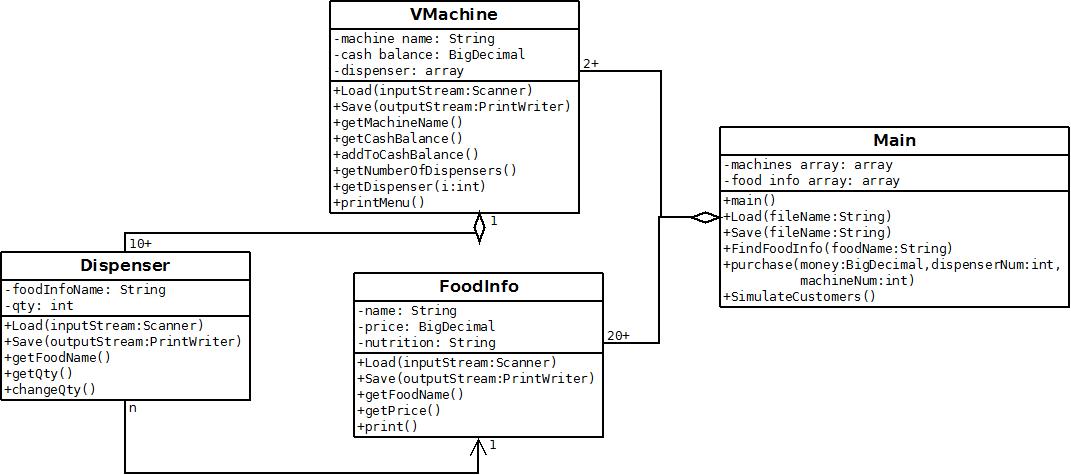 VMachine
-machine name: String
-cash balance: BigDecimal
-dispenser: array
+Load(inputStream:Scanner)
+Save(outputStream:PrintWriter)
+getMachineName()
+getCashBalance()
+addToCashBalance()
+getNumberOfDispensers()
+getDispenser(i:int)
+printMenu()
2+
1
Main
-machines array: array
-food info array: array
+main()
+Load(fileName:String)
+Save(fileName:String)
+FindFoodInfo(foodName:String)
+purchase(money:BigDecimal,dispenserNum:int,
machineNum:int)
+SimulateCustomers()
10+
Dispenser
-foodInfoName: String
-qty: int
+Load(inputStream:Scanner)
+Save(outputStream:PrintWriter)
+getFoodName()
+getQty()
+changeQty()
n
FoodInfo
-name: String
-price: BigDecimal
-nutrition: String
+Load(inputStream:Scanner)
+Save(outputStream:PrintWriter)
+getFoodName()
+getPrice()
+print()
20+
1